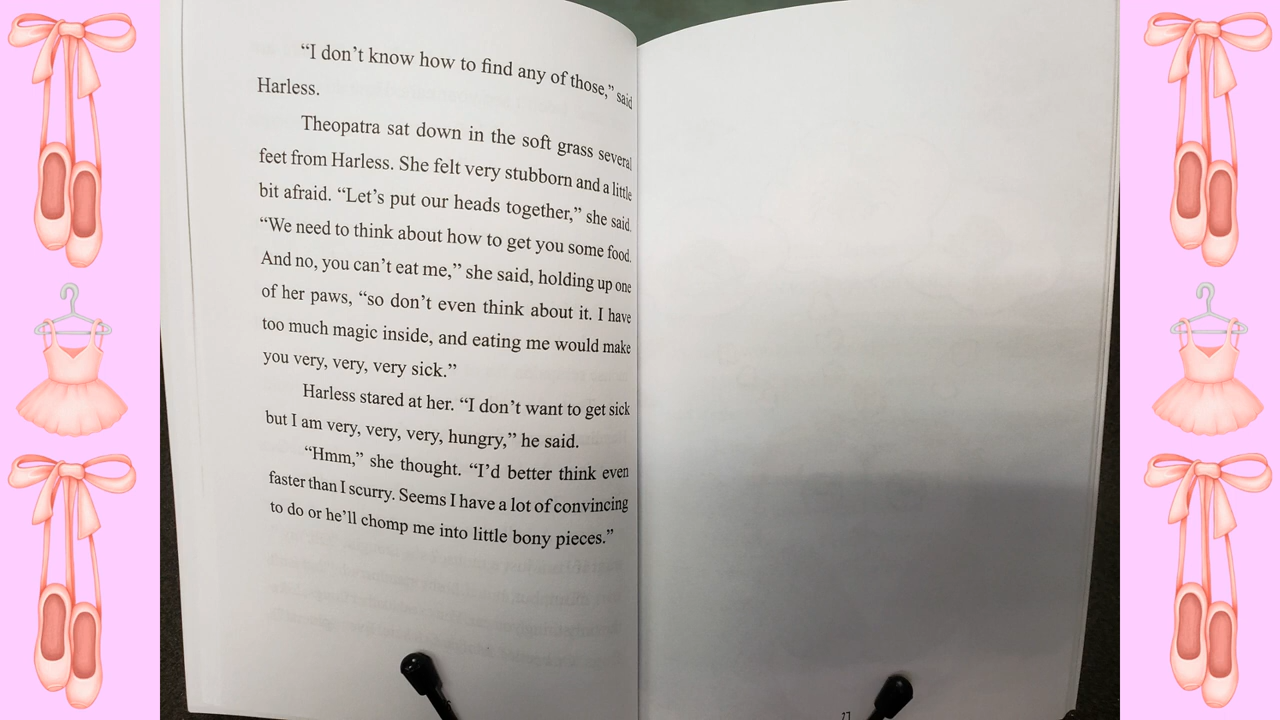 “I don’t know how to find any of those,” said
Harless.
Theopatra sat down in the soft grass several
feet from Harless. She felt very stubborn and a little
bit afraid. “Let’s put our heads together,” she said.
“We need to think about how to get you some food.
And no, you can’t eat me,” she said, holding up one
of her paws, “so don’t even think about it. I have
too much magic inside, and eating me would make
you very, very, very sick.”
Harless stared at her. “I don’t want to get sick
but I am very, very, very, hungry,” he said.
“Hmm,” she thought. “I’d better think even
faster than I scurry. Seems I have a lot of convincing
to do or he’ll chomp me into little bony pieces.”